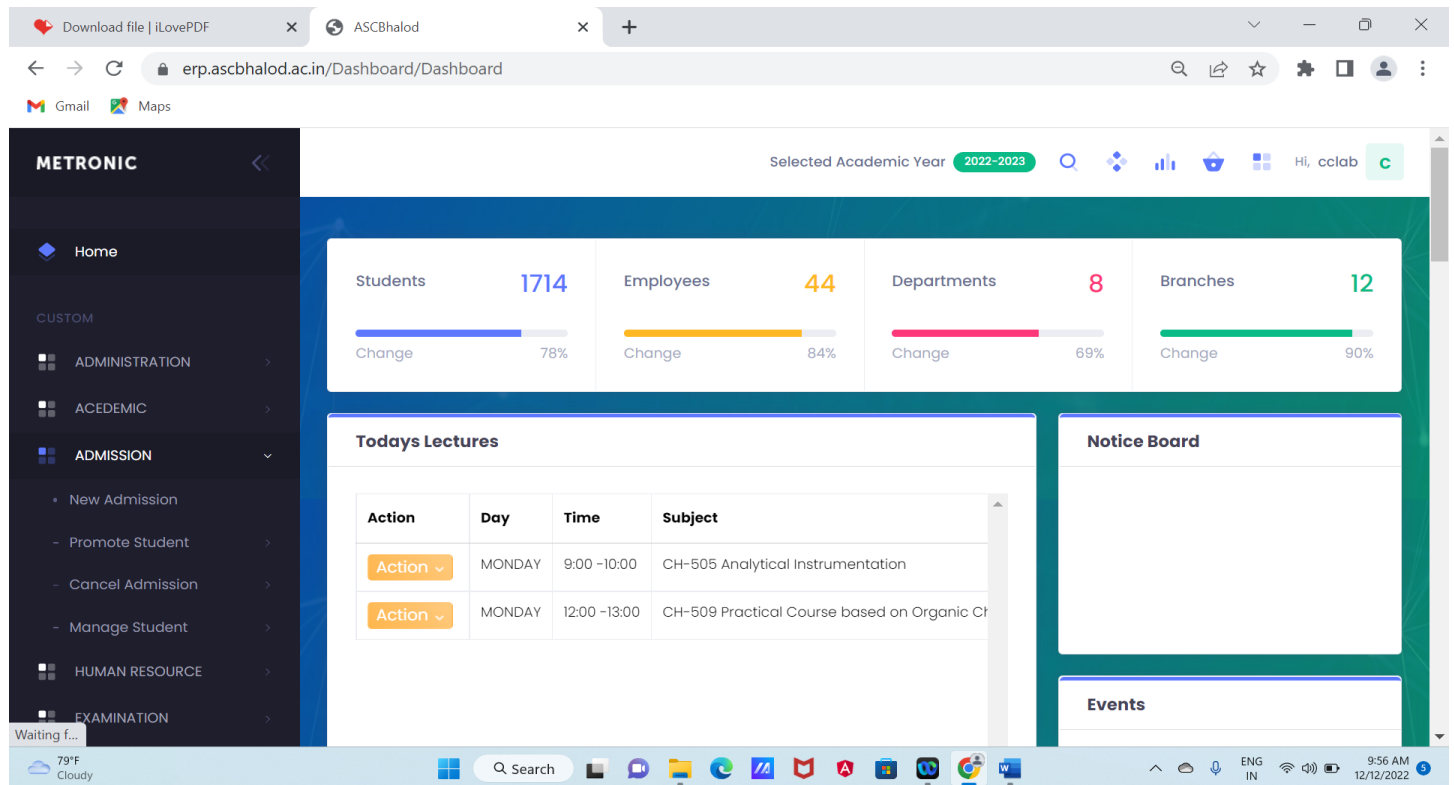 Download file | iLovePDF
ASCBhalod
erp.ascbhalod.ac.in/Dashboard/Dashboard
Gmail Maps
METRONIC
Selected Academic Year 2022-2023 Hi, cclab C
Home
CUSTOM
ADMINISTRATION
ACEDEMIC
ADMISSION
New Admission
Promote Student
Cancel Admission
Manage Student
HUMAN RESOURCE
EXAMINATION
Waiting f...
Students 1714
Change 78%
Employees 44
Change 84%
Departments 8
Change 69%
Branches 12
Change 90%
Todays Lectures
Action Day Time Subject
Action MONDAY 9:00 -10:00 CH-505 Analytical Instrumentation
Action MONDAY 12:00 -13:00 CH-509 Practical Course based on Organic Ch
Notice Board
Events
79°F
Cloudy
Search
ENG
IN
9:56 AM
12/12/2022
5